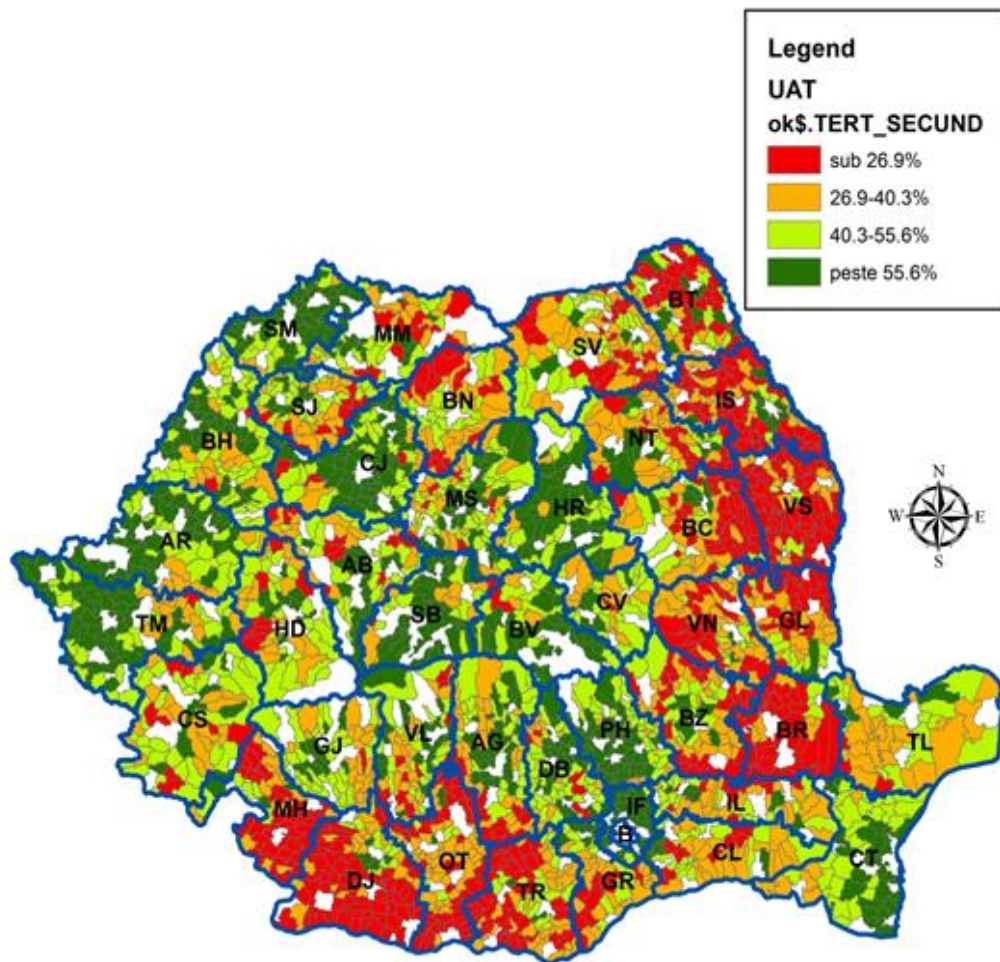 Legend
UAT
ok$.TERT_SECUND
sub 26.9%
26.9-40.3%
40.3-55.6%
peste 55.6%
BT
SM
MM
SV
IS
SJ
BN
BH
NT
CJ
MS
HR
BC
VS
N
W
E
S
AR
AB
SB
CV
TM
HD
BV
VN
GL
CS
GJ
VL
AG
PH
BZ
BR
TL
DB
MH
IF
IL
B
OT
CL
CT
DJ
TR
GR